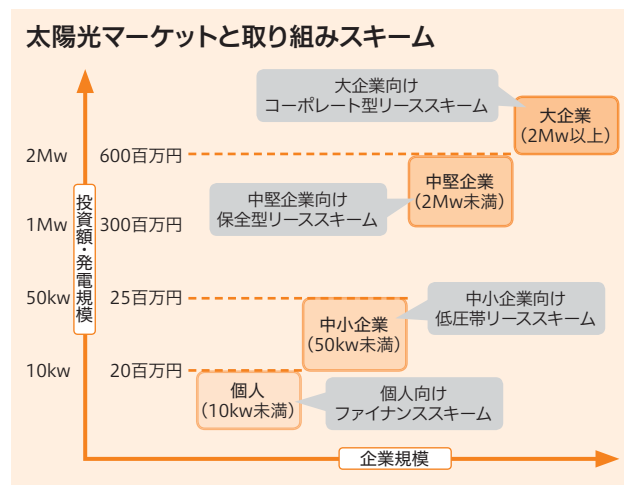 太陽光マーケットと取り組みスキーム
大企業向け
コーポレート型リーススキーム
大企業
(2Mw以上)
2Mw 600百万円
中堅企業
(2Mw未満)
中堅企業向け
保全型リーススキーム
1Mw 300百万円
投資額・発電規模
50kw 25百万円
中小企業向け
低圧帯リーススキーム
中小企業
(50kw未満)
10kw 20百万円
個人
(10kw未満)
個人向け
ファイナンススキーム
企業規模